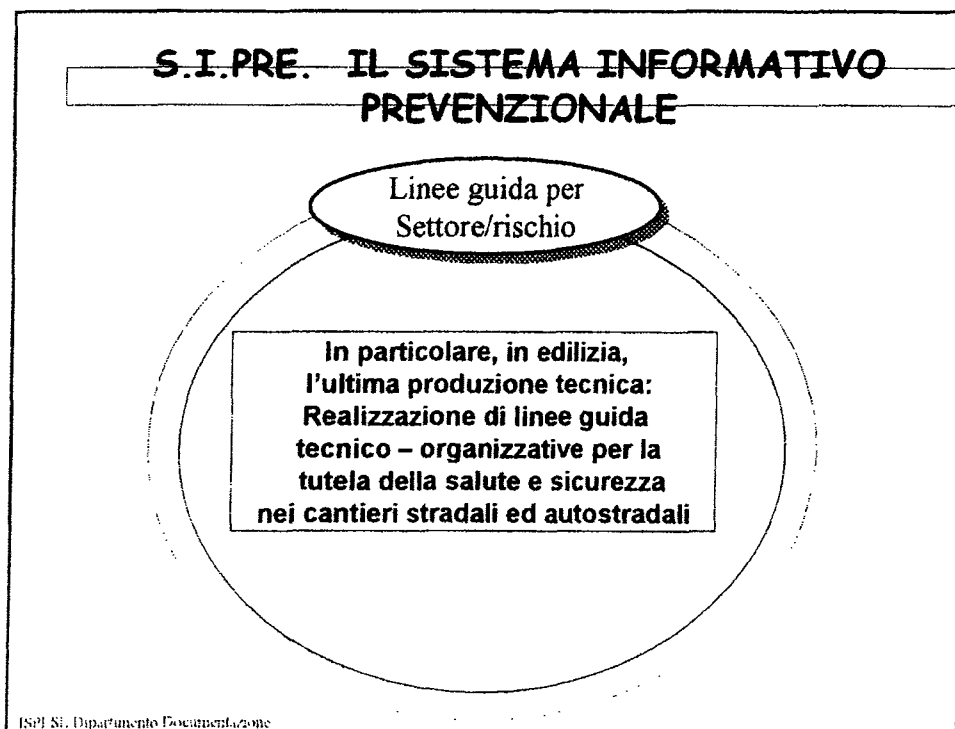 S.I.PRE. IL SISTEMA INFORMATIVO
PREVENZIONALE
Linee guida per
Settore/rischio
In particolare, in edilizia,
l'ultima produzione tecnica:
Realizzazione di linee guida
tecnico – organizzative per la
tutela della salute e sicurezza
nei cantieri stradali ed autostradali
Dipartimento Documentazione